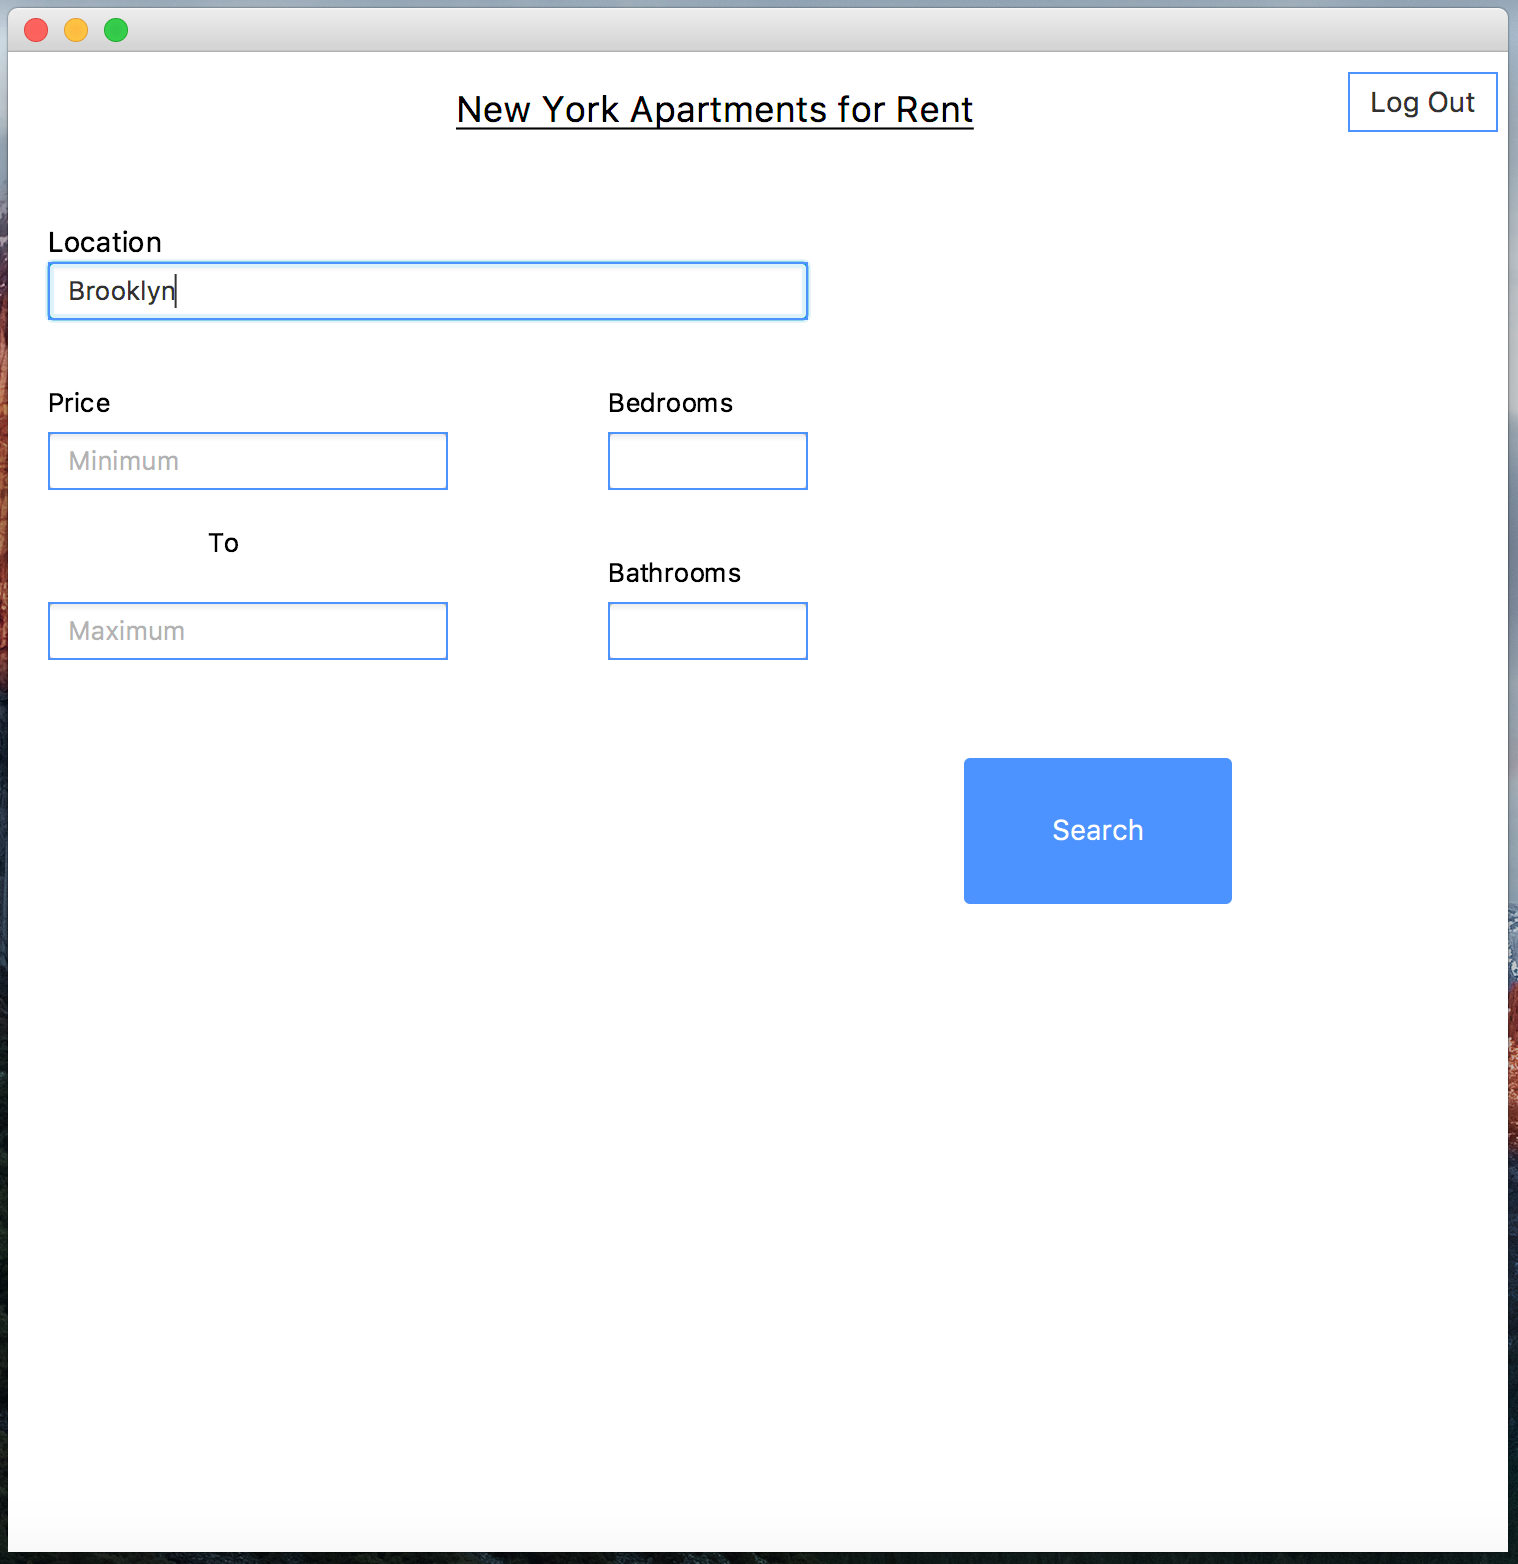 New York Apartments for Rent
Log Out
Location
Brooklyn
Price
Bedrooms
Minimum
To
Bathrooms
Maximum
Search